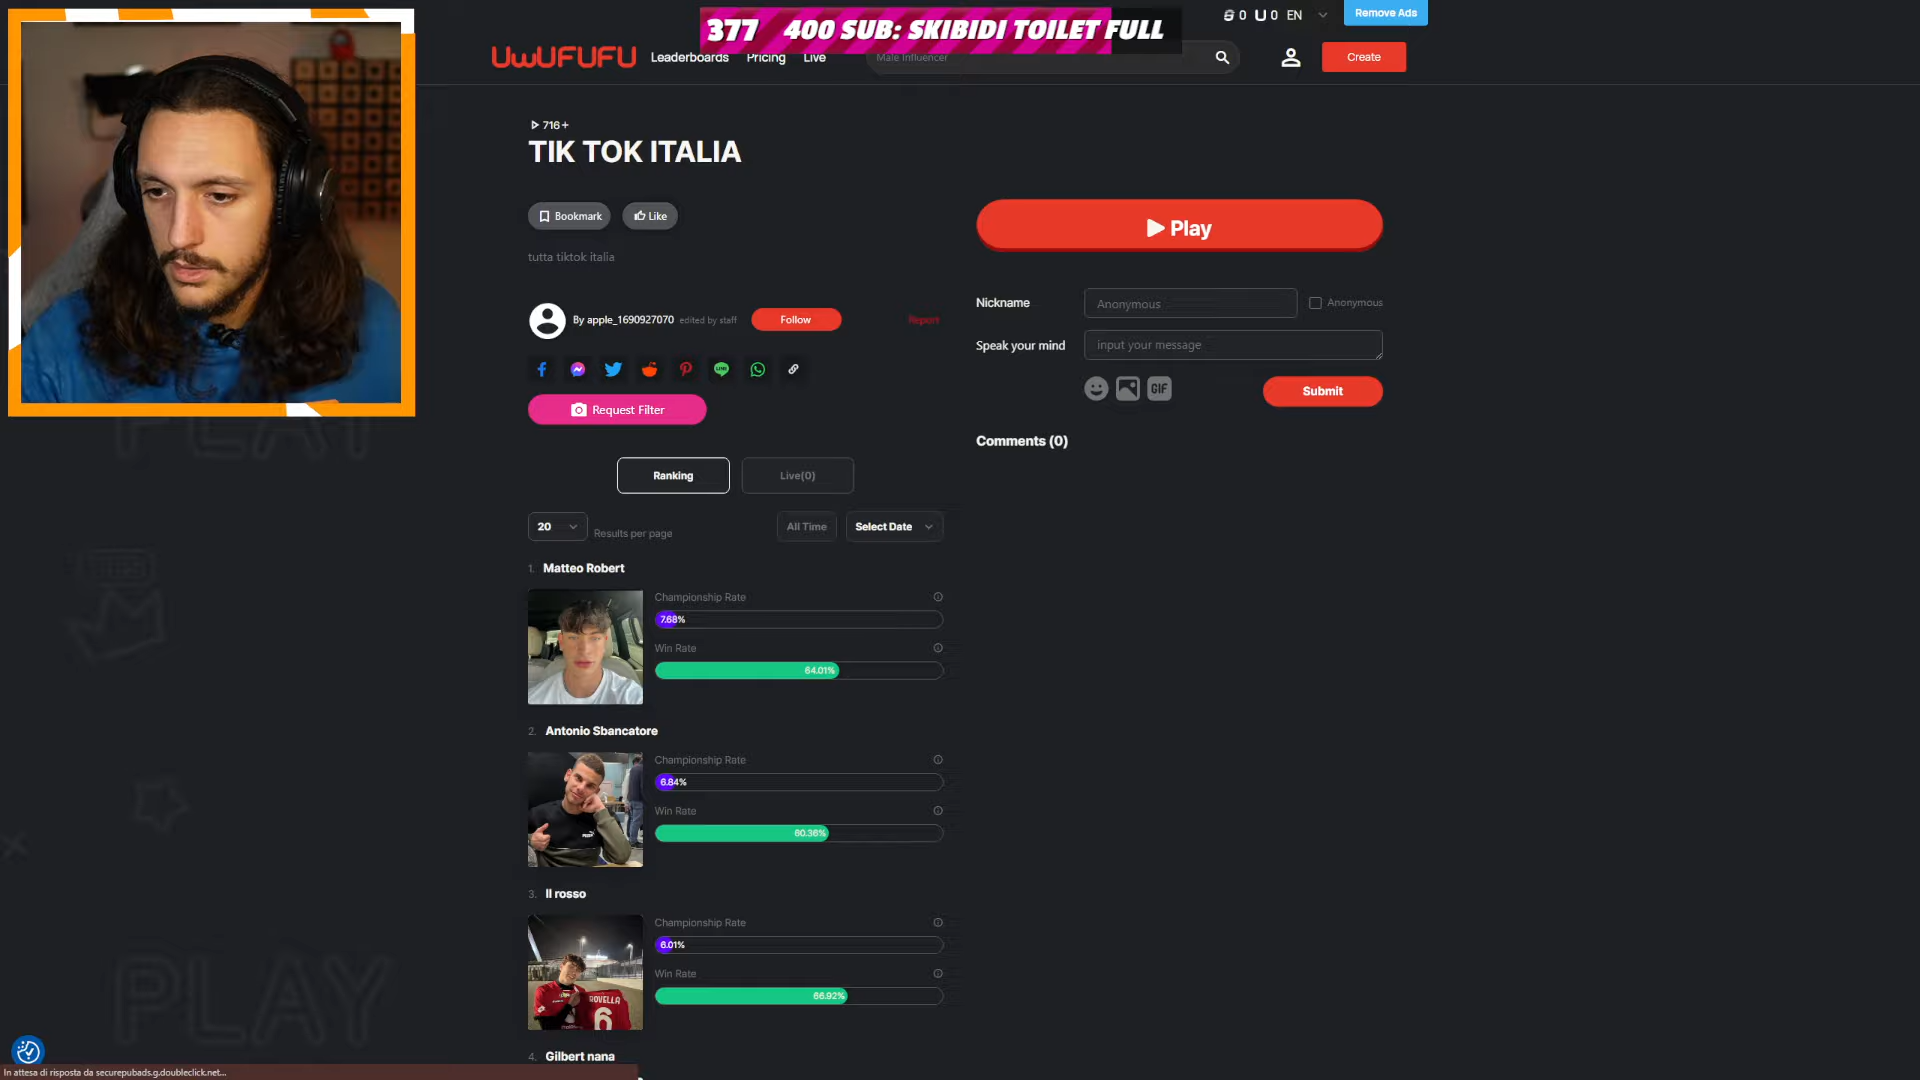 377 400 SUB: SKIBIDI TOILET FULL
0 0 EN
Remove Ads
UwUFUFU
Leaderboards Pricing Live
Male Influencer
Create
716+
TIK TOK ITALIA
Bookmark Like
tutta tiktok italia
By apple_1690927070 edited by staff Follow Report
Request Filter
Ranking Live(0)
20 Results per page All Time Select Date
1. Matteo Robert
Championship Rate
7.68%
Win Rate
64.01%
2. Antonio Sbancatore
Championship Rate
6.84%
Win Rate
60.36%
3. Il rosso
Championship Rate
6.01%
Win Rate
66.92%
ROVELLA
6
4. Gilbert nana
Play
Nickname Anonymous Anonymous
Speak your mind input your message
GIF Submit
Comments (0)
PLAY
PLAY
In attesa di risposta da securepubads.g.doubleclick.net...